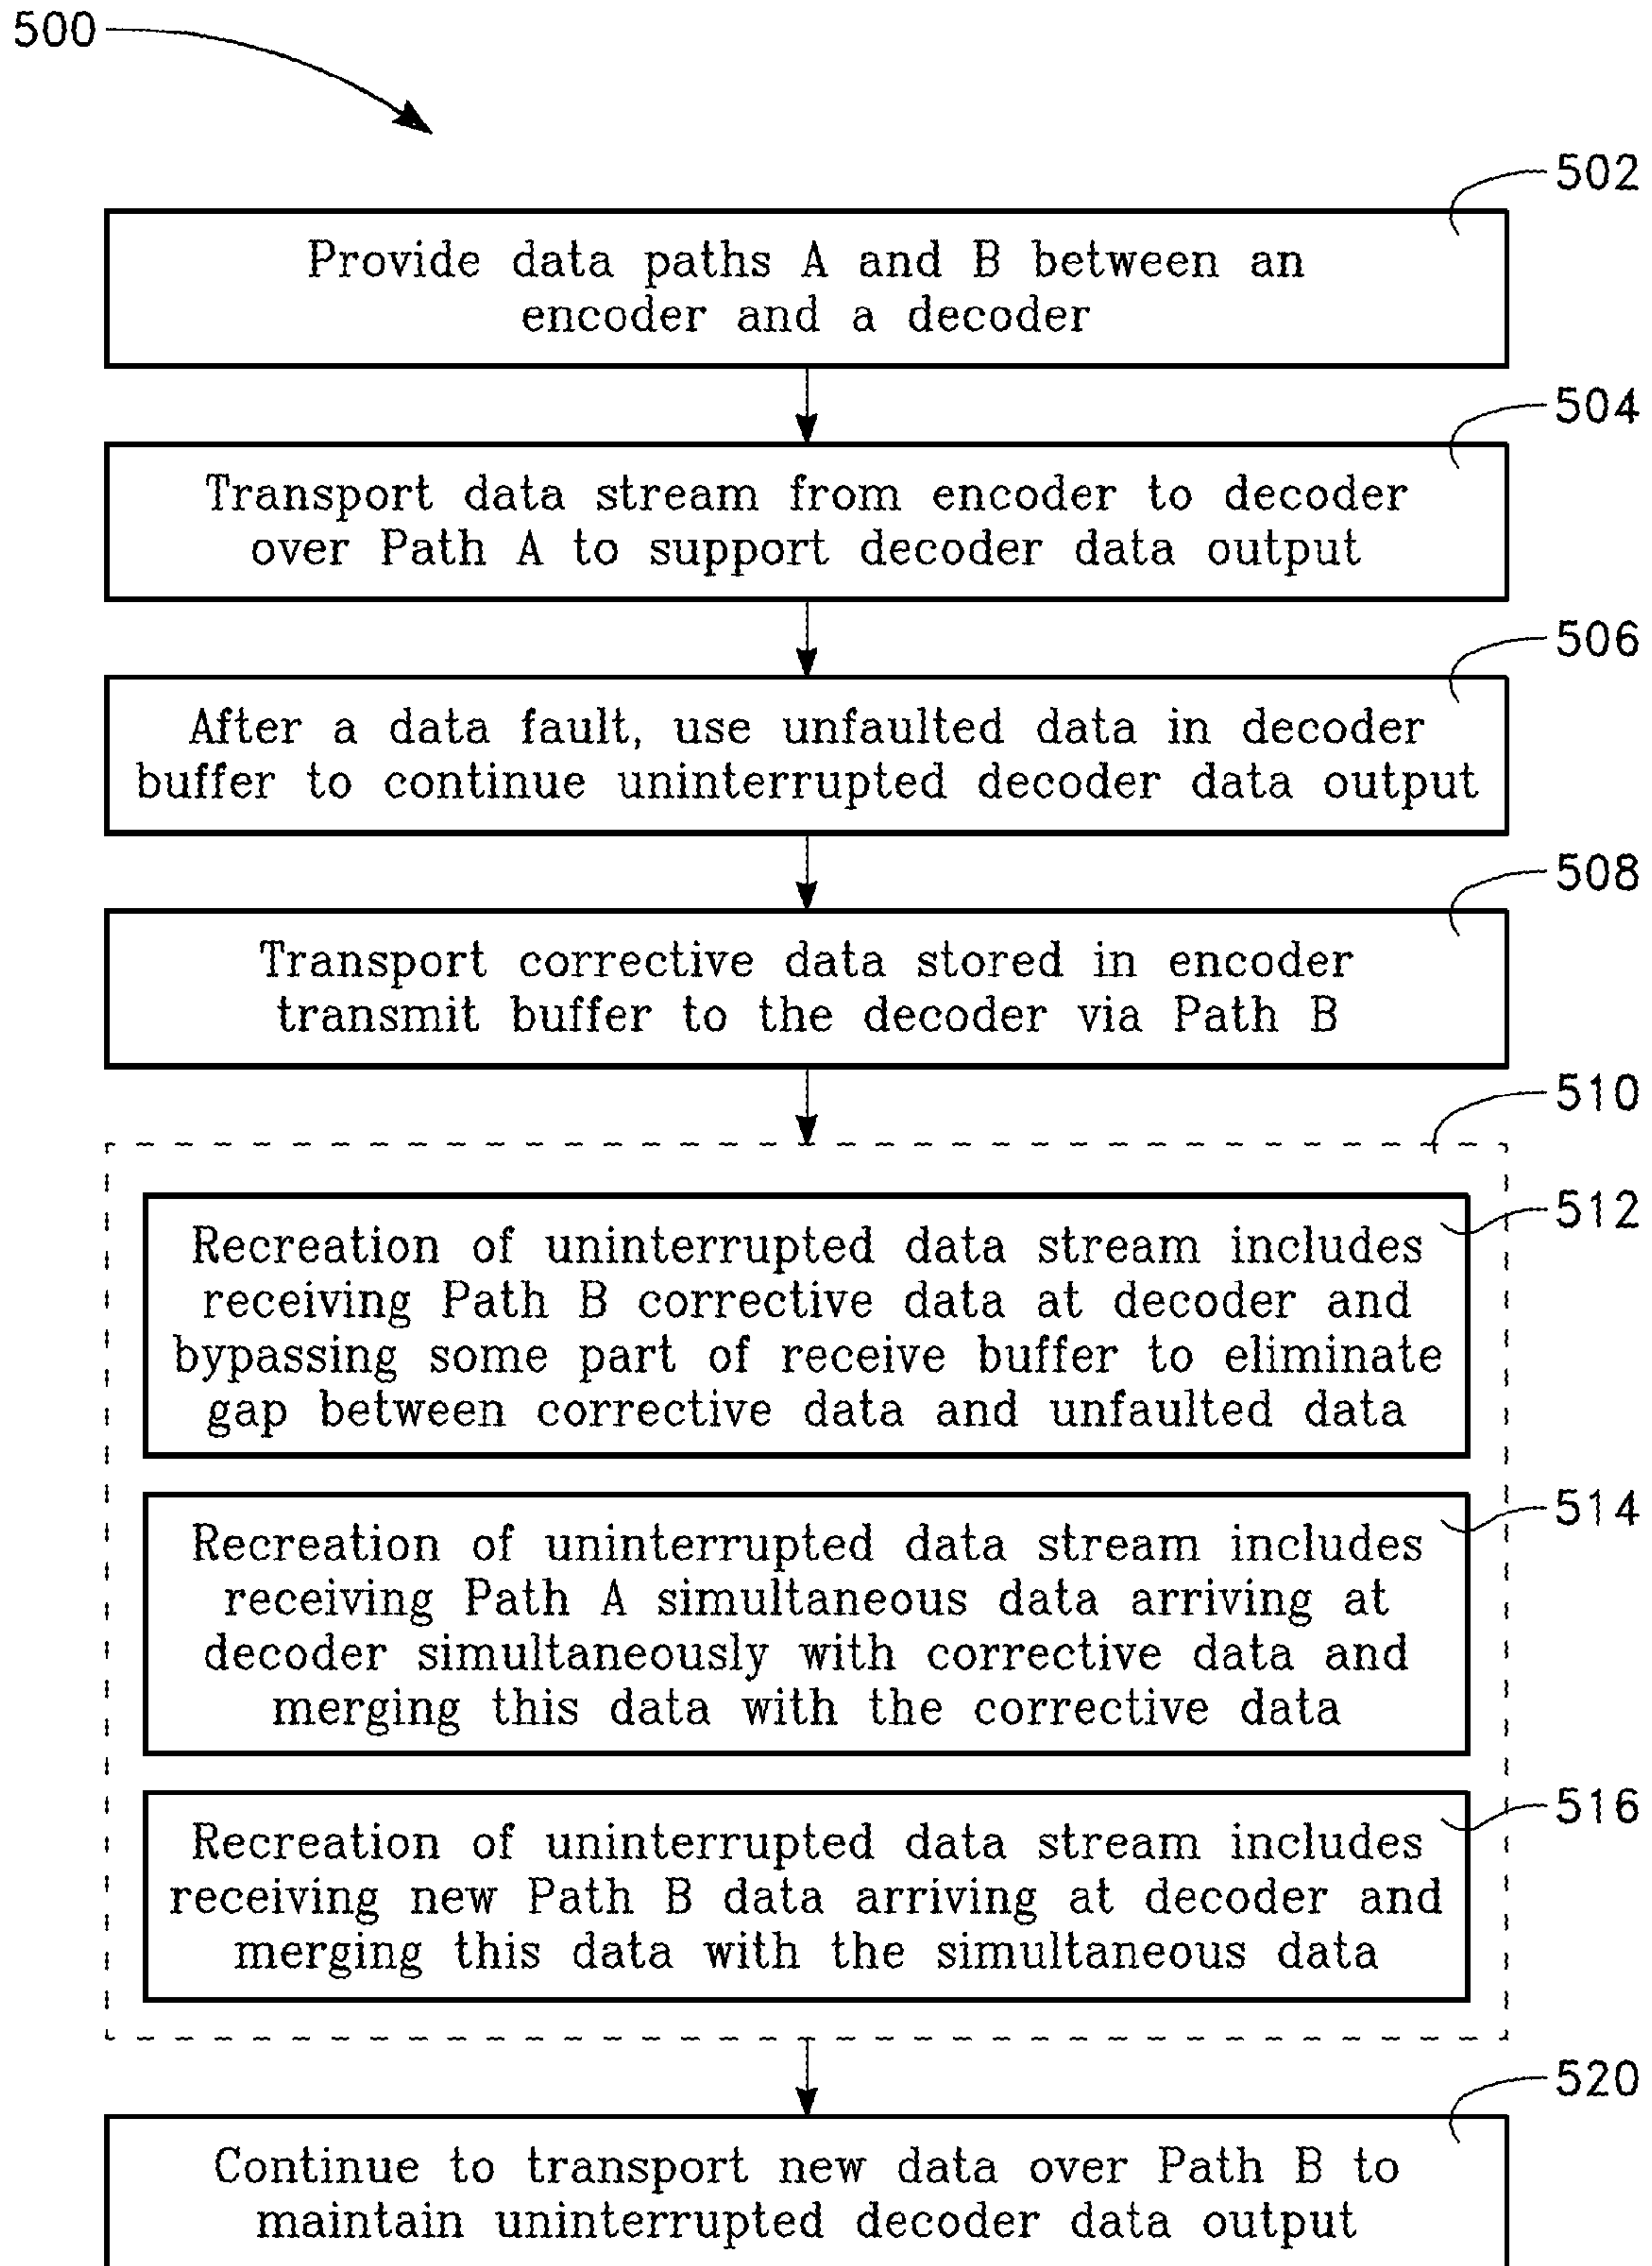 500
502
Provide data paths A and B between an
encoder and a decoder
504
Transport data stream from encoder to decoder
over Path A to support decoder data output
506
After a data fault, use unfaulted data in decoder
buffer to continue uninterrupted decoder data output
508
Transport corrective data stored in encoder
transmit buffer to the decoder via Path B
510
512
Recreation of uninterrupted data stream includes
receiving Path B corrective data at decoder and
bypassing some part of receive buffer to eliminate
gap between corrective data and unfaulted data
514
Recreation of uninterrupted data stream includes
receiving Path A simultaneous data arriving at
decoder simultaneously with corrective data and
merging this data with the corrective data
516
Recreation of uninterrupted data stream includes
receiving new Path B data arriving at decoder and
merging this data with the simultaneous data
520
Continue to transport new data over Path B to
maintain uninterrupted decoder data output